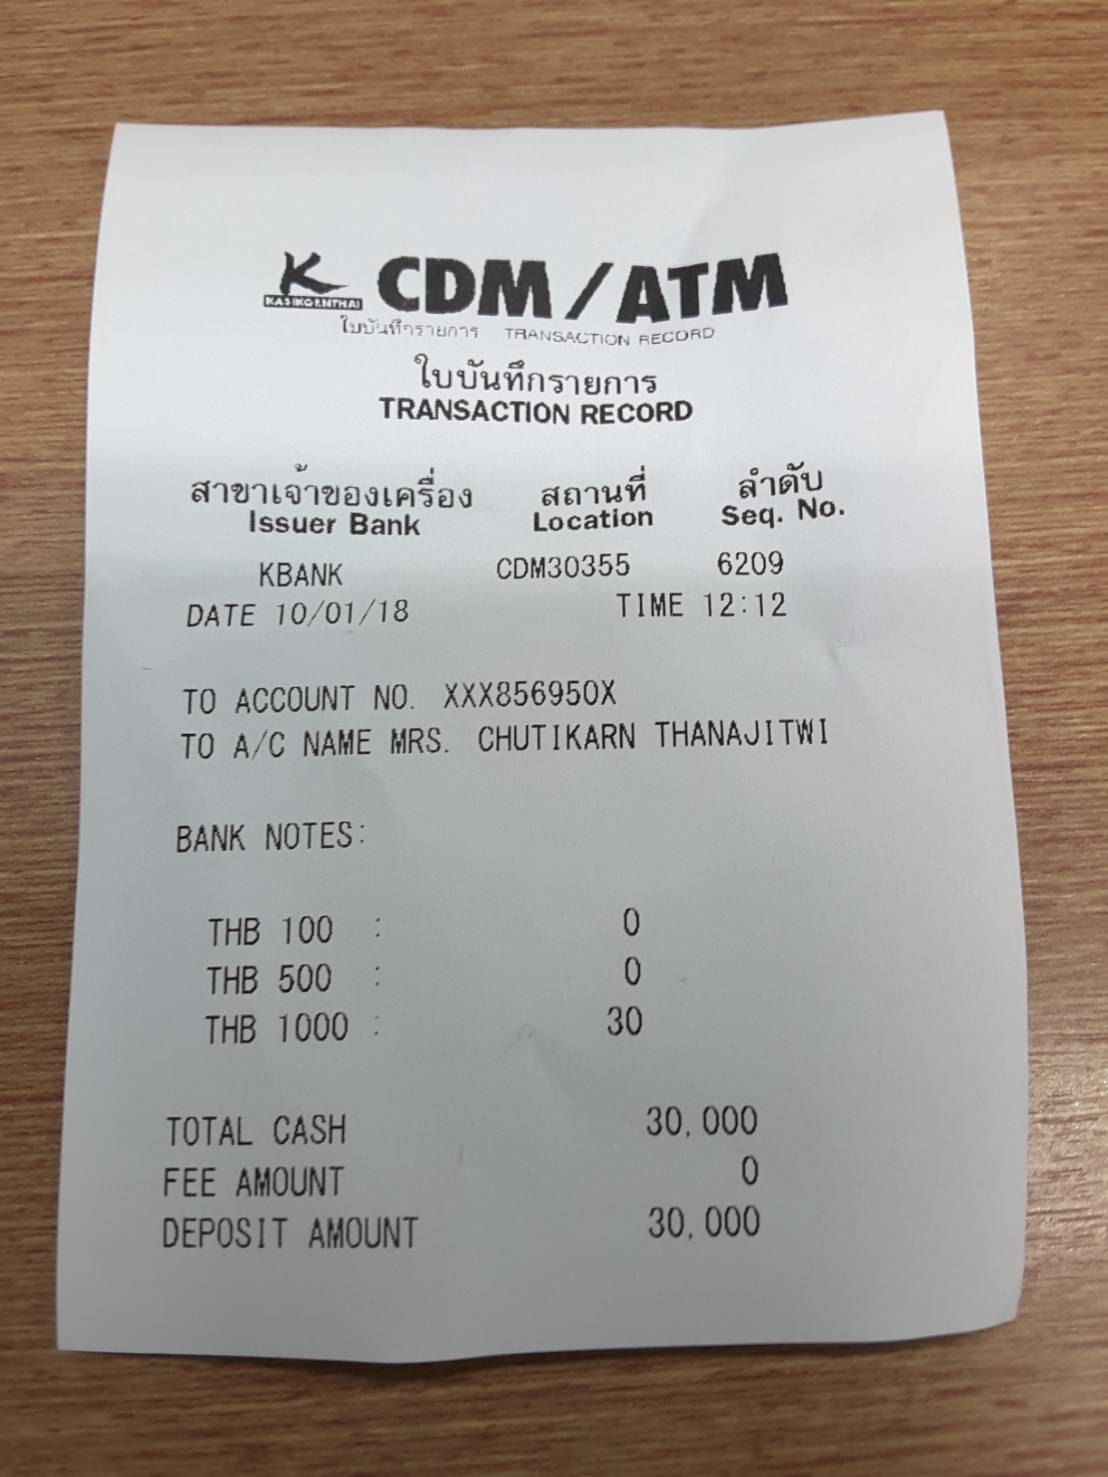 K CDM/ATM
KASIKORNTHAI
ใบบันทึกรายการ TRANSACTION RECORD
ใบบันทึกรายการ
TRANSACTION RECORD
สาขาเจ้าของเครื่อง สถานที่ ลำดับ
Issuer Bank Location Seq. No.
KBANK CDM30355 6209
DATE 10/01/18 TIME 12:12
TO ACCOUNT NO. XXX856950X
TO A/C NAME MRS. CHUTIKARN THANAJITWI
BANK NOTES:
THB 100 : 0
THB 500 : 0
THB 1000 : 30
TOTAL CASH 30,000
FEE AMOUNT 0
DEPOSIT AMOUNT 30,000